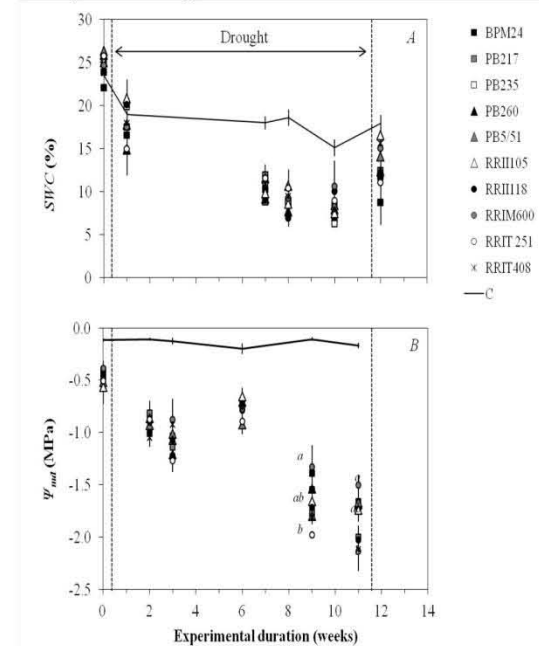 30
Drought
A
25
20
15
10
5
0
SWC (%)
BPM24
PB217
PB235
PB260
PB5/51
RRII105
RRII118
RRIM600
RRIT 251
RRIT408
C
0.0
B
-0.5
-1.0
-1.5
-2.0
-2.5
Ψmd (MPa)
a
ab
b
a
0 2 4 6 8 10 12 14
Experimental duration (weeks)